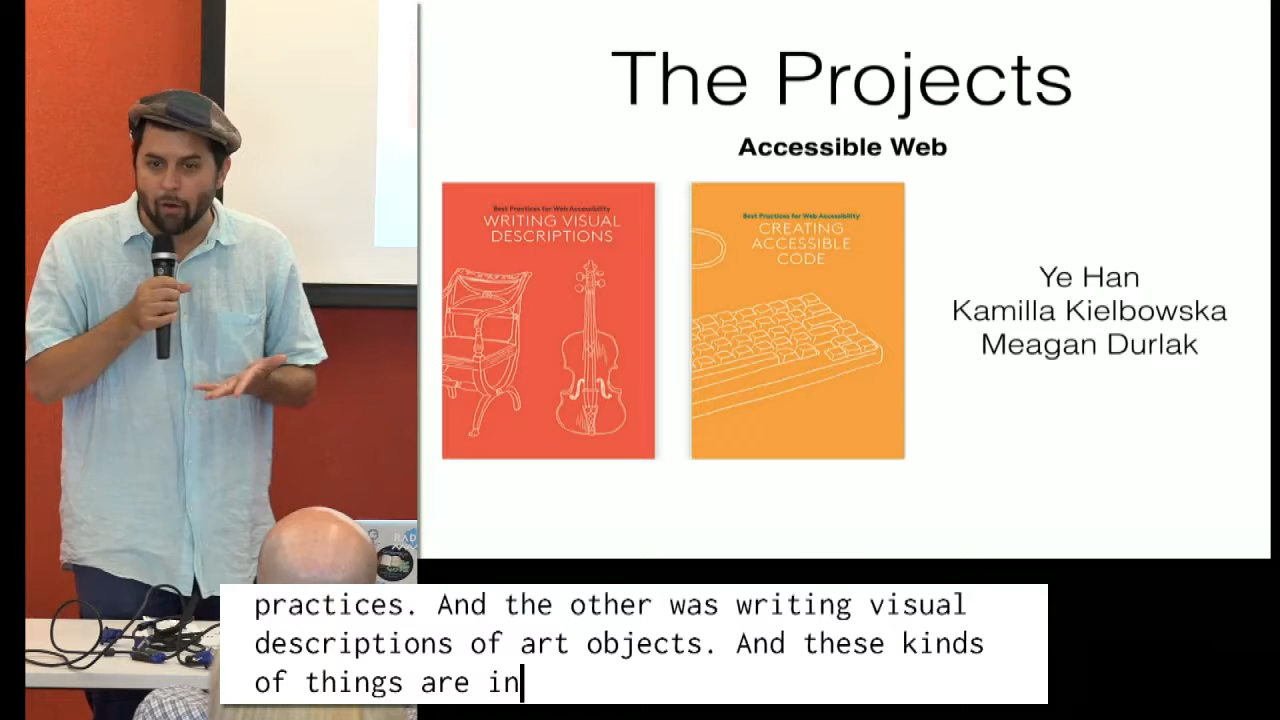 The Projects
Accessible Web
Best Practices for Web Accessibility
WRITING VISUAL
DESCRIPTIONS
Best Practices for Web Accessibility
CREATING
ACCESSIBLE
CODE
Ye Han
Kamilla Kielbowska
Meagan Durlak
RAD
practices. And the other was writing visual
descriptions of art objects. And these kinds
of things are in